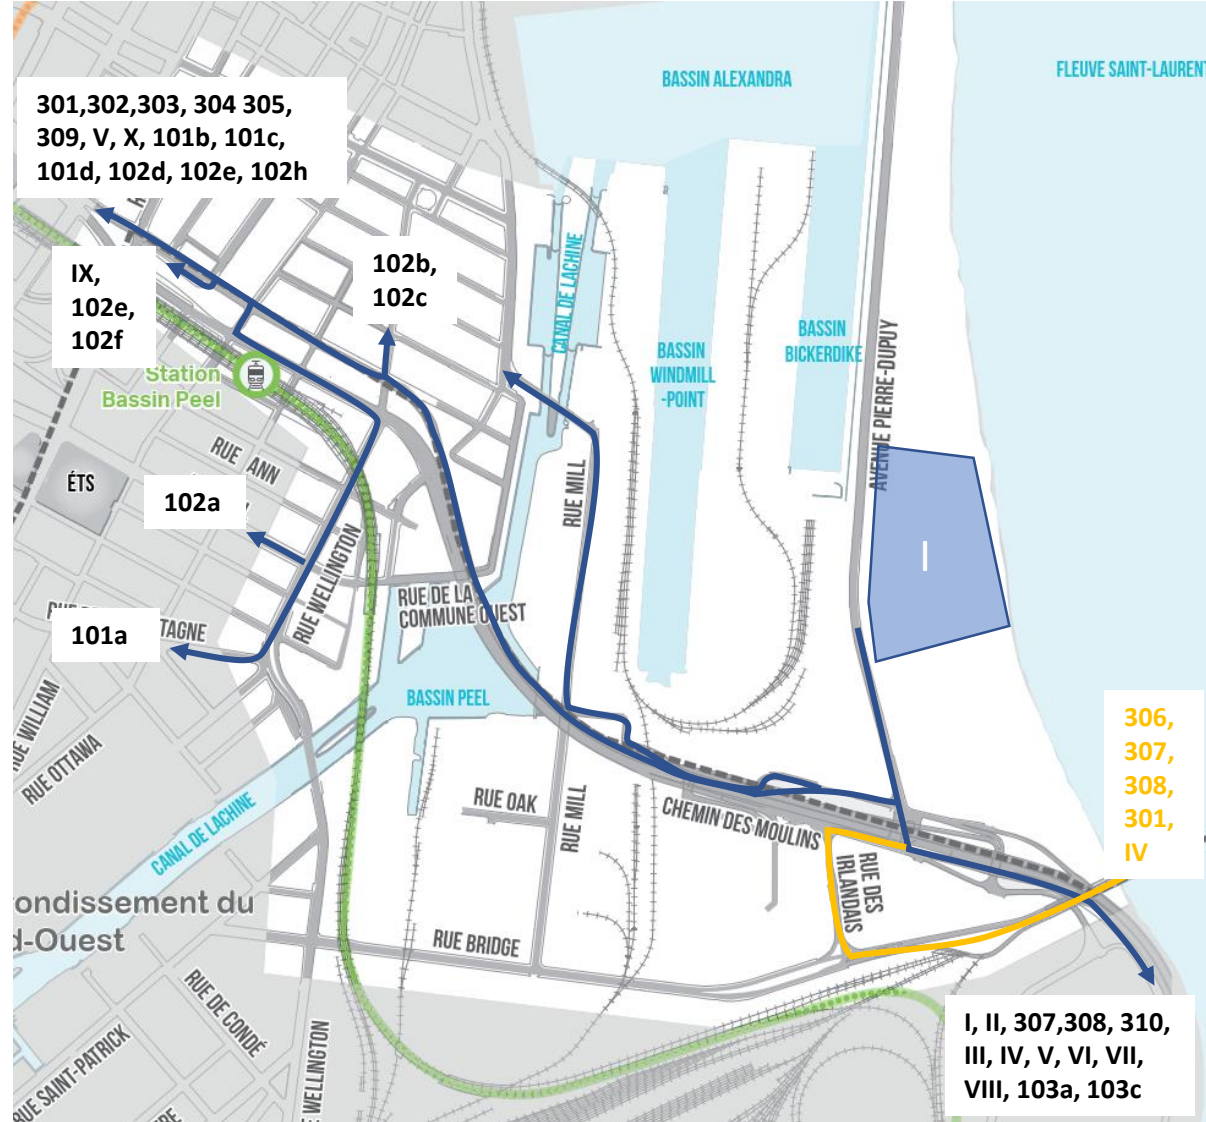 BASSIN ALEXANDRA
FLEUVE SAINT-LAURENT
301,302,303, 304 305,
309, V, X, 101b, 101c,
101d, 102d, 102e, 102h
IX,
102e,
102f
102b,
102c
CANAL DE LACHINE
BASSIN
WINDMILL
-POINT
BASSIN
BICKERDIKE
AVENUE PIERRE-DUPUY
Station
Bassin Peel
RUE ANN
ÉTS
102a
RUE MILL
I
RUE WELLINGTON
RUE DE LA
COMMUNE OUEST
101a
TAGNE
BASSIN PEEL
RUE WILLIAM
RUE OTTAWA
306,
307,
308,
301,
IV
RUE OAK
RUE MILL
CHEMIN DES MOULINS
CANAL DE LACHINE
RUE DES
IRLANDAIS
ondissement du
d-Ouest
RUE BRIDGE
RUE DE CONDÉ
I, II, 307,308, 310,
III, IV, V, VI, VII,
VIII, 103a, 103c
RUE SAINT-PATRICK
WELLINGTON